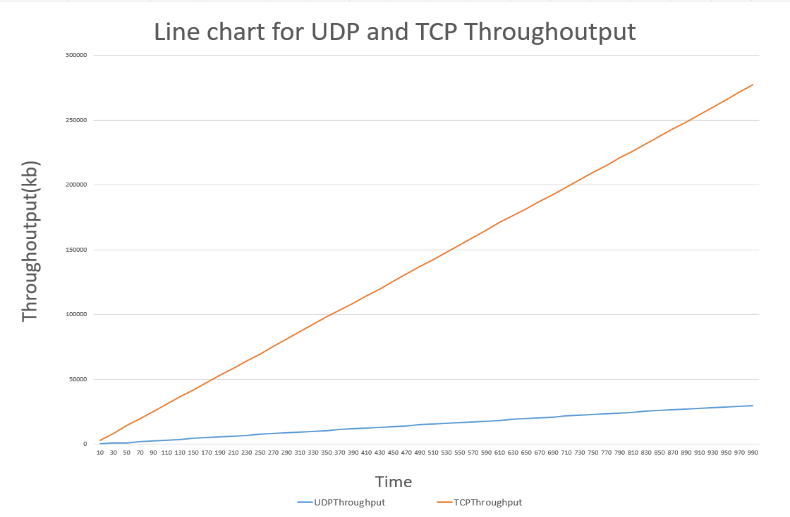 Line chart for UDP and TCP Throughoutput
Throughoutput(kb)
300000
250000
200000
150000
100000
50000
0
10 30 50 70 90 110 130 150 170 190 210 230 250 270 290 310 330 350 370 390 410 430 450 470 490 510 530 550 570 590 610 630 650 670 690 710 730 750 770 790 810 830 850 870 890 910 930 950 970 990
Time
UDPThroughput TCPThroughput